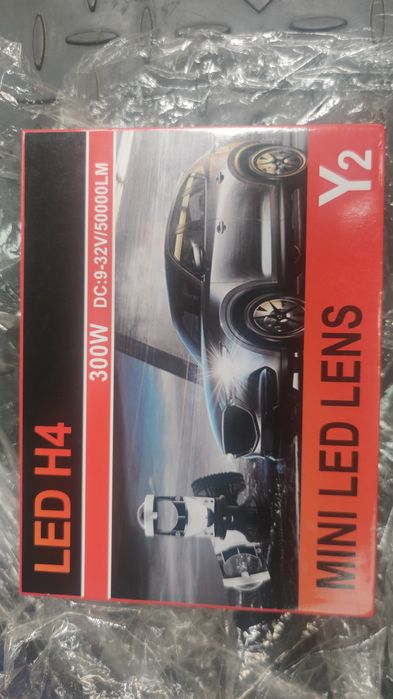 LED H4
300W DC:9-32V/50000LM
MINI LED LENS Y2